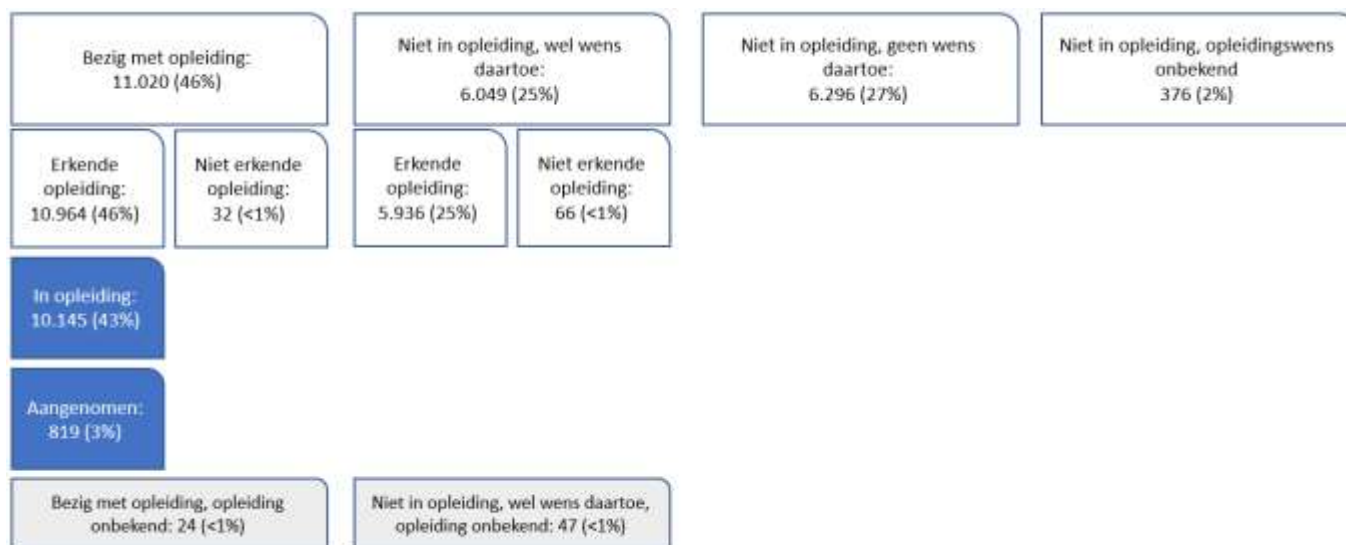 Bezig met opleiding:
11.020 (46%)
Niet in opleiding, wel wens
daartoe:
6.049 (25%)
Niet in opleiding, geen wens
daartoe:
6.296 (27%)
Niet in opleiding, opleidingswens
onbekend
376 (2%)
Erkende
opleiding:
10.964 (46%)
Niet erkende
opleiding:
32 (<1%)
Erkende
opleiding:
5.936 (25%)
Niet erkende
opleiding:
66 (<1%)
In opleiding:
10.145 (43%)
Aangenomen:
819 (3%)
Bezig met opleiding, opleiding
onbekend: 24 (<1%)
Niet in opleiding, wel wens daartoe,
opleiding onbekend: 47 (<1%)